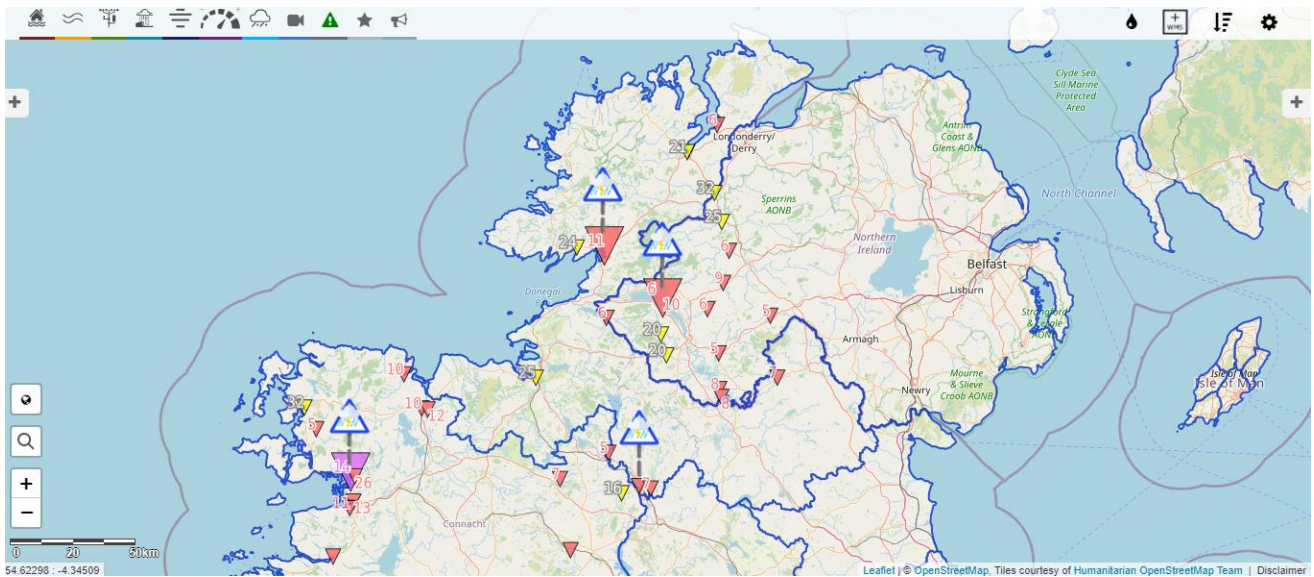 +
WMS
+
+
Clyde Sea
Sill Marine
Protected
Area
6
Londonderry/
Derry
Antrim
Coast &
Glens AONB
21
32
Sperrins
AONB
North Channel
25
24
11
6
Northern
Ireland
Belfast
9
Lisburn
Donegal
6
10
6
6
5
20
Armagh
20
5
Isle of Man
Isle of Man
10
25
7
Mourne
& Slieve
Croob AONB
8
8
Newry
32
10
12
5
5
14
26
7
7
16
11
13
Connacht
+
−
0 20 50km
54.62298 : -4.34509
Leaflet | © OpenStreetMap, Tiles courtesy of Humanitarian OpenStreetMap Team | Disclaimer